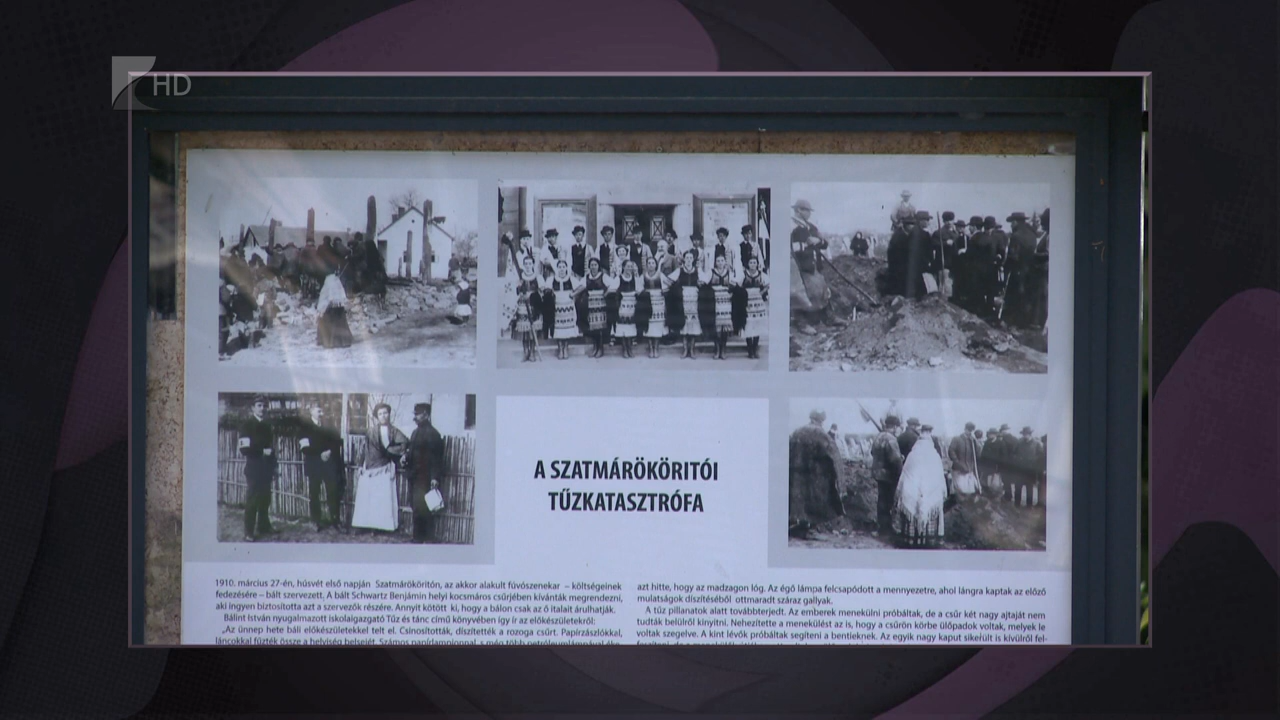 HD
A SZATMÁRÖKÖRITÓI
TŰZKATASZTRÓFA
1910. március 27-én, húsvét első napján Szatmárököritón, az akkor alakult fúvószenekar – költségeinek
fedezésére – bált szervezett. A bált Schwartz Benjámin helyi kocsmáros csűrjében kívánták megrendezni,
aki ingyen biztosította azt a szervezők részére. Annyit kötött ki, hogy a bálon csak az ő italait árulhatják.
Bálint István nyugalmazott iskolaigazgató Tűz és tánc című könyvében így ír az előkészületekről:
„Az ünnep hete báli előkészületekkel telt el. Csinosították, díszítették a rozoga csűrt. Papírzászlókkal,
láncokkal fűzték össze a helyiség belsejét. Számos papírlampionnal, s még több petróleumlámpával
azt hitte, hogy az madzagon lóg. Az égő lámpa felcsapódott a mennyezetre, ahol lángra kaptak az előző
mulatságok díszítéséből ottmaradt száraz gallyak.
A tűz pillanatok alatt továbbterjedt. Az emberek menekülni próbáltak, de a csűr két nagy ajtaját nem
tudták belülről kinyitni. Nehezítette a menekülést az is, hogy a csűrön körbe ülőpadok voltak, melyek le
voltak szegelve. A kint lévők próbáltak segíteni a bentieknek. Az egyik nagy kaput sikerült is kívülről fel-